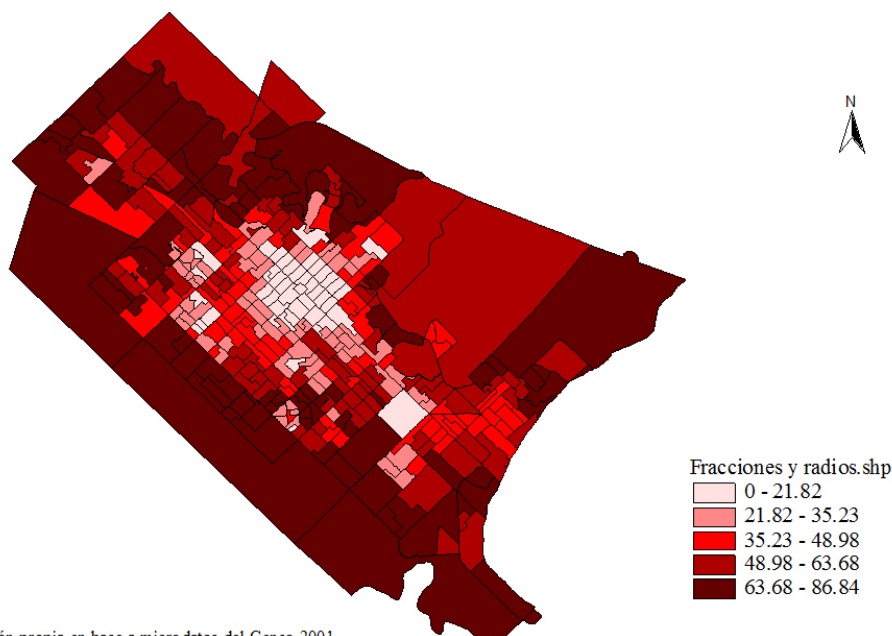 N
Fracciones y radios.shp
0 - 21.82
21.82 - 35.23
35.23 - 48.98
48.98 - 63.68
63.68 - 86.84
propia en base a microdatos del Censo 2001